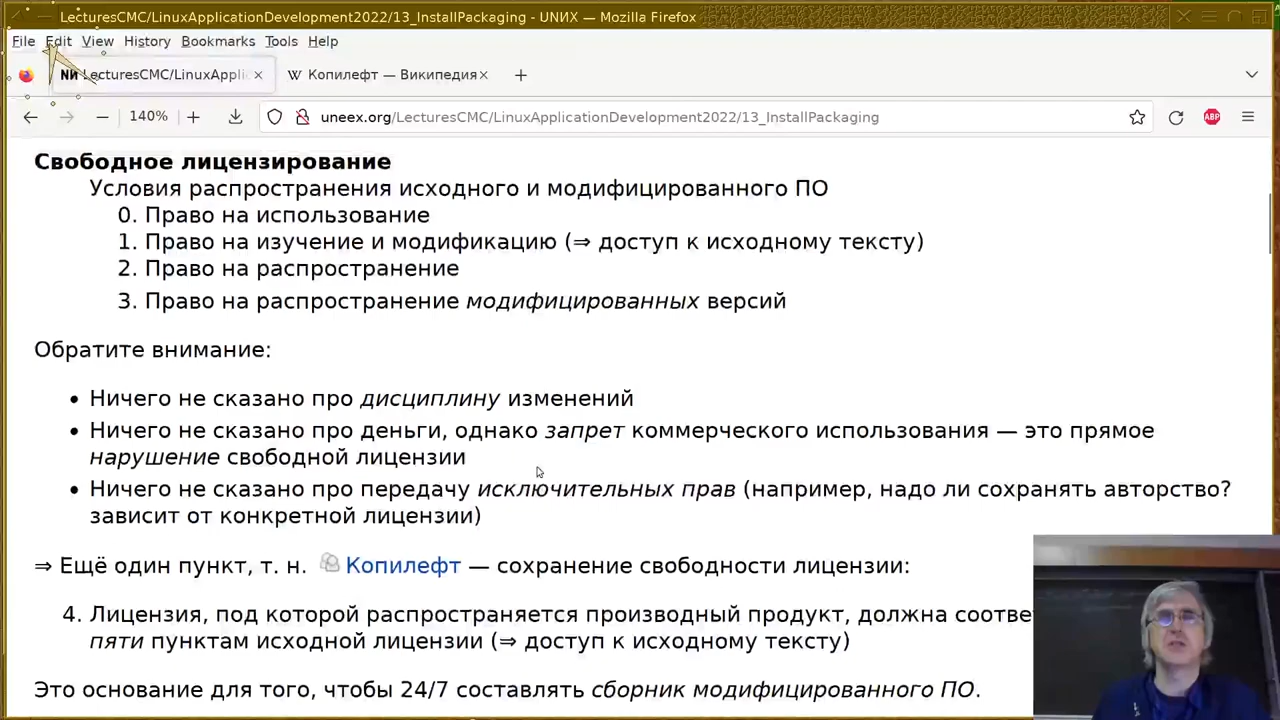 LecturesCMC/LinuxApplicationDevelopment2022/13_InstallPackaging - UNИX — Mozilla Firefox
File Edit View History Bookmarks Tools Help
NИ LecturesCMC/LinuxAppli
Копилефт — Википедия
140%
uneex.org/LecturesCMC/LinuxApplicationDevelopment2022/13_InstallPackaging
ABP
Свободное лицензирование
Условия распространения исходного и модифицированного ПО
0. Право на использование
1. Право на изучение и модификацию (⇒ доступ к исходному тексту)
2. Право на распространение
3. Право на распространение модифицированных версий
Обратите внимание:
• Ничего не сказано про дисциплину изменений
• Ничего не сказано про деньги, однако запрет коммерческого использования — это прямое
нарушение свободной лицензии
• Ничего не сказано про передачу исключительных прав (например, надо ли сохранять авторство?
зависит от конкретной лицензии)
⇒ Ещё один пункт, т. н. Копилефт — сохранение свободности лицензии:
4. Лицензия, под которой распространяется производный продукт, должна соотве
пяти пунктам исходной лицензии (⇒ доступ к исходному тексту)
Это основание для того, чтобы 24/7 составлять сборник модифицированного ПО.